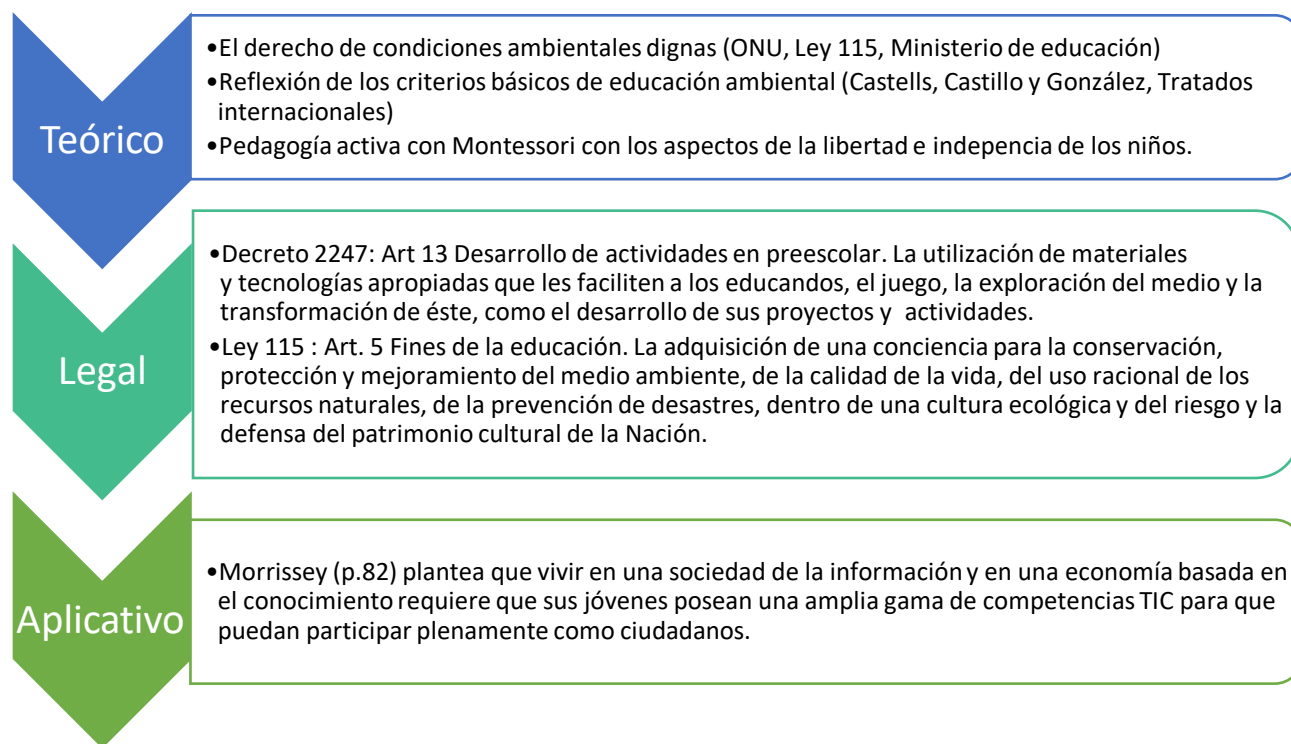 Teórico
•El derecho de condiciones ambientales dignas (ONU, Ley 115, Ministerio de educación)
•Reflexión de los criterios básicos de educación ambiental (Castells, Castillo y González, Tratados
internacionales)
•Pedagogía activa con Montessori con los aspectos de la libertad e indepencia de los niños.
Legal
•Decreto 2247: Art 13 Desarrollo de actividades en preescolar. La utilización de materiales
y tecnologías apropiadas que les faciliten a los educandos, el juego, la exploración del medio y la
transformación de éste, como el desarrollo de sus proyectos y actividades.
•Ley 115 : Art. 5 Fines de la educación. La adquisición de una conciencia para la conservación,
protección y mejoramiento del medio ambiente, de la calidad de la vida, del uso racional de los
recursos naturales, de la prevención de desastres, dentro de una cultura ecológica y del riesgo y la
defensa del patrimonio cultural de la Nación.
Aplicativo
•Morrissey (p.82) plantea que vivir en una sociedad de la información y en una economía basada en
el conocimiento requiere que sus jóvenes posean una amplia gama de competencias TIC para que
puedan participar plenamente como ciudadanos.